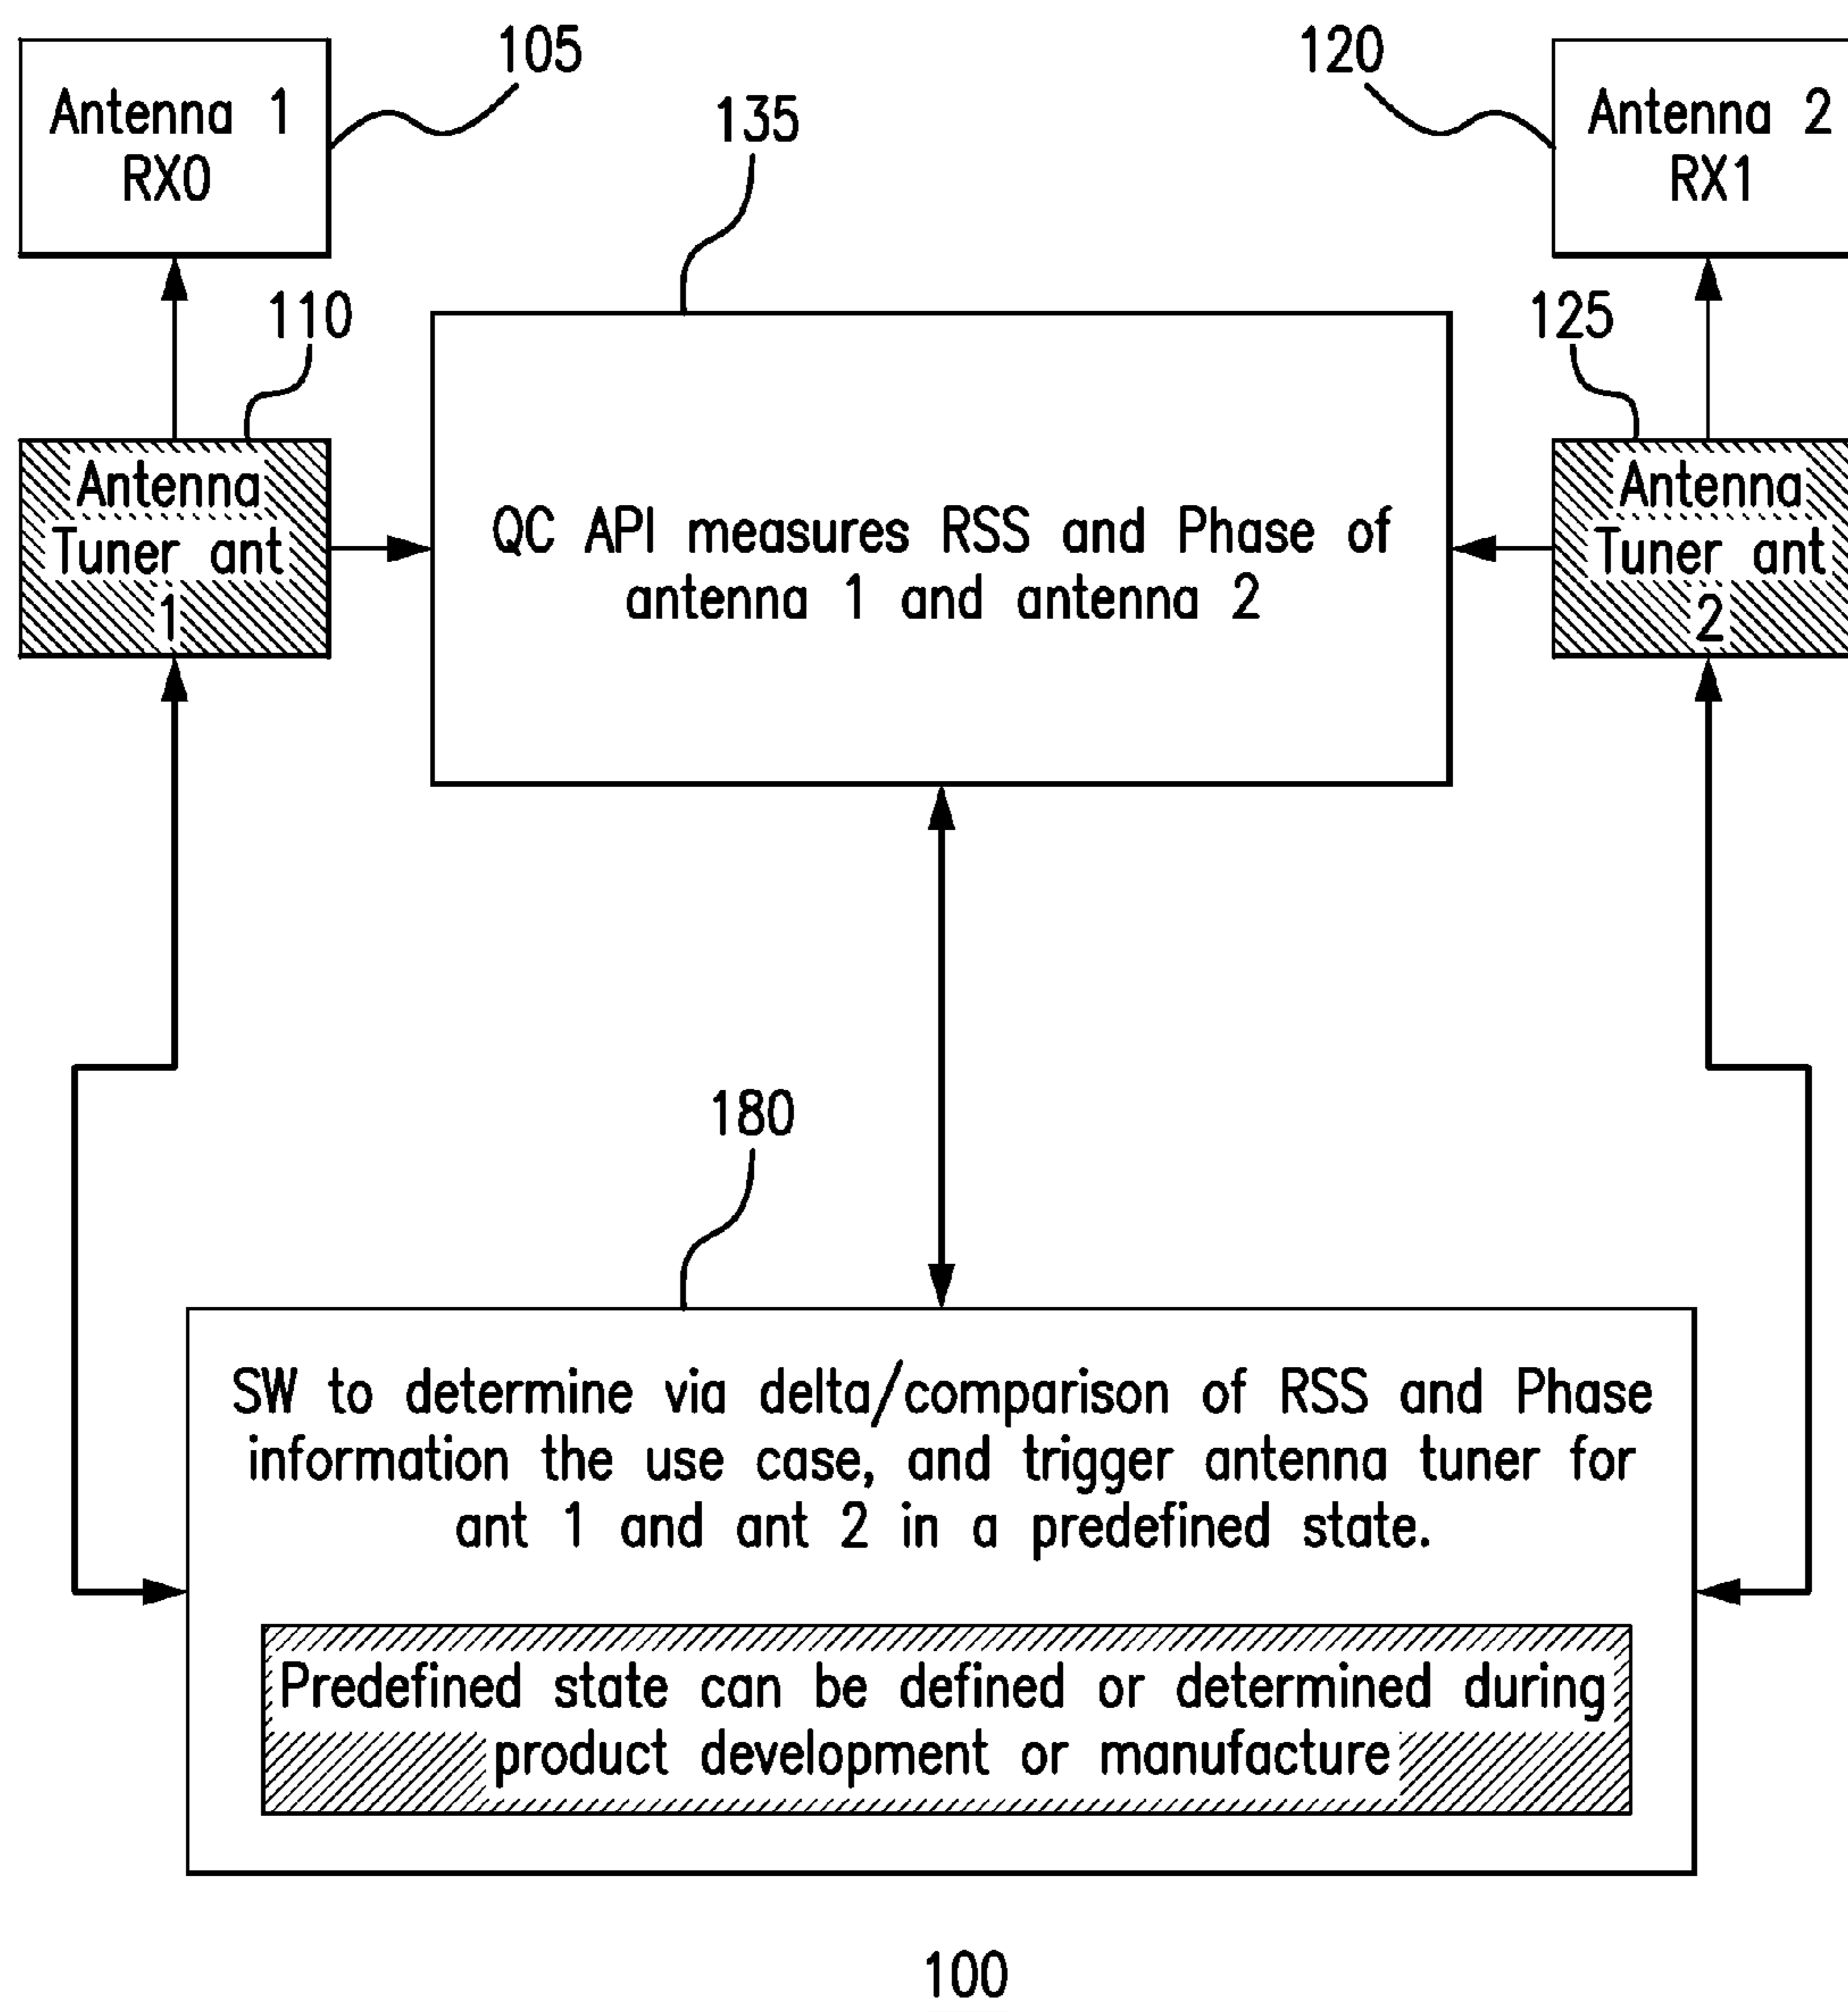 105
120
Antenna 1
RX0
135
Antenna 2
RX1
110
125
Antenna
Tuner ant
1
QC API measures RSS and Phase of
antenna 1 and antenna 2
Antenna
Tuner ant
2
180
SW to determine via delta/comparison of RSS and Phase
information the use case, and trigger antenna tuner for
ant 1 and ant 2 in a predefined state.
Predefined state can be defined or determined during
product development or manufacture
100